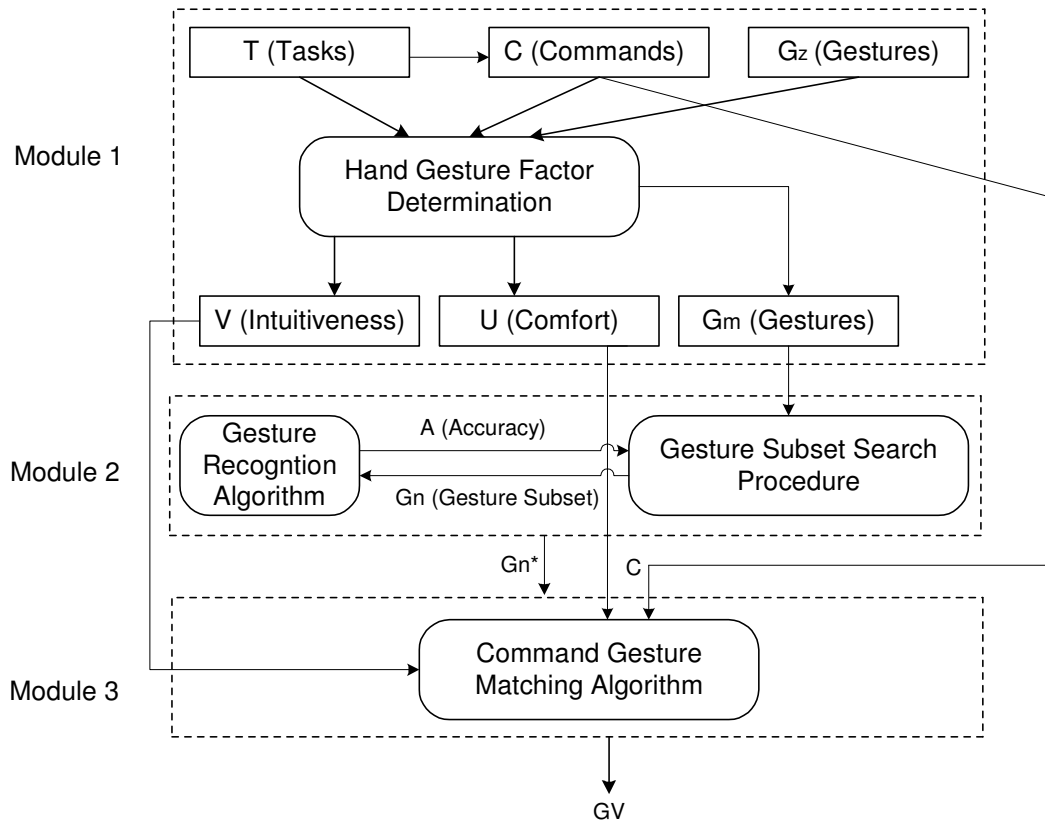 T (Tasks)
C (Commands)
Gz (Gestures)
Module 1
Hand Gesture Factor
Determination
V (Intuitiveness)
U (Comfort)
Gm (Gestures)
Module 2
Gesture
Recogntion
Algorithm
A (Accuracy)
Gn (Gesture Subset)
Gesture Subset Search
Procedure
Gn*
C
Module 3
Command Gesture
Matching Algorithm
GV